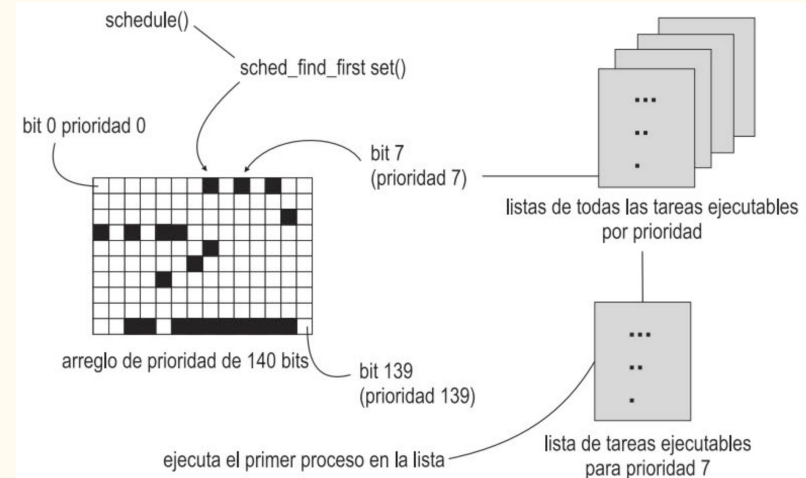 schedule()
sched_find_first set()
bit 0 prioridad 0
bit 7
(prioridad 7)
listas de todas las tareas ejecutables
por prioridad
arreglo de prioridad de 140 bits
bit 139
(prioridad 139)
ejecuta el primer proceso en la lista
lista de tareas ejecutables
para prioridad 7